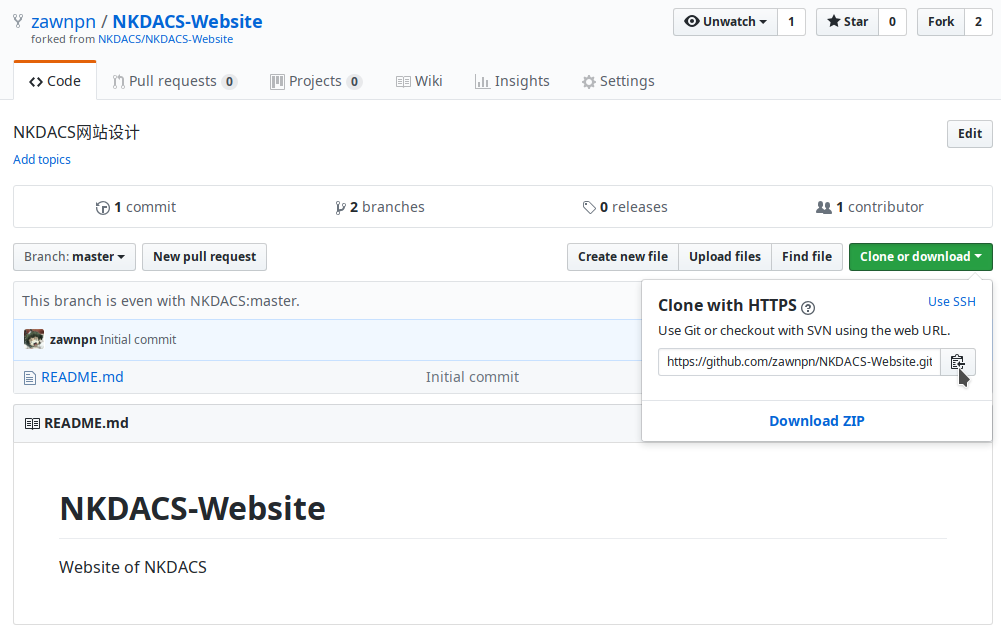 zawnpn / NKDACS-Website
Unwatch 1 Star 0 Fork 2
forked from NKDACS/NKDACS-Website
Code Pull requests 0 Projects 0 Wiki Insights Settings
NKDACS网站设计
Edit
Add topics
1 commit 2 branches 0 releases 1 contributor
Branch: master New pull request Create new file Upload files Find file Clone or download
This branch is even with NKDACS:master.
zawnpn Initial commit
README.md Initial commit
Clone with HTTPS ? Use SSH
Use Git or checkout with SVN using the web URL.
https://github.com/zawnpn/NKDACS-Website.git
Download ZIP
README.md
NKDACS-Website
Website of NKDACS